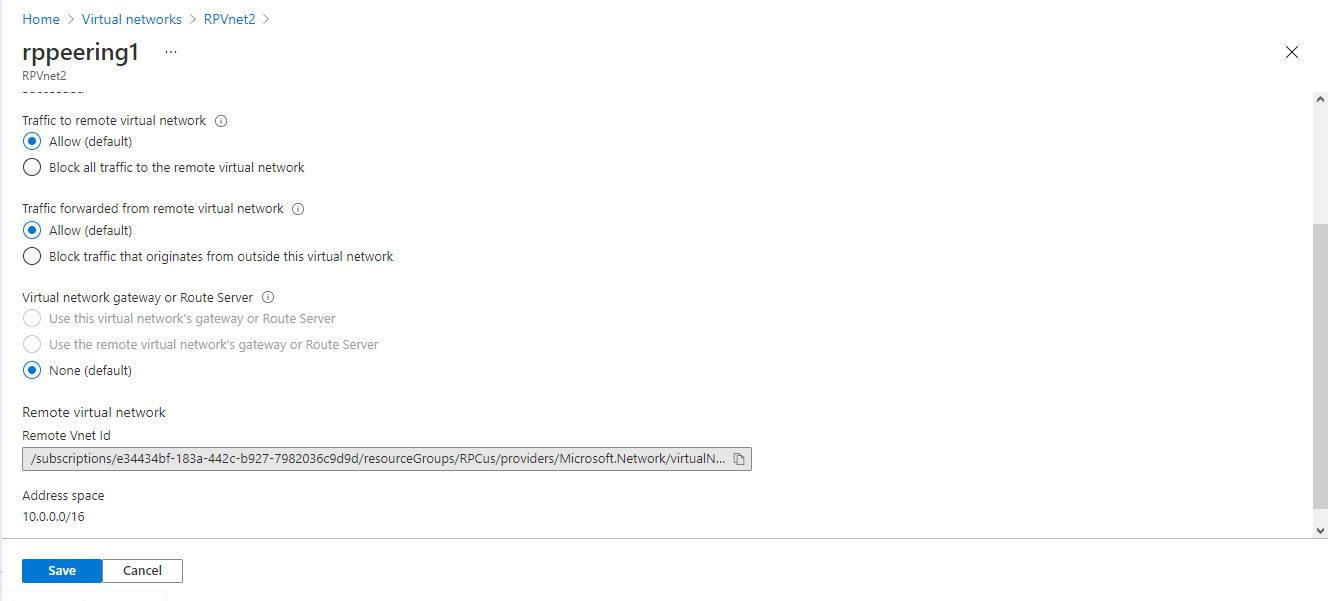 Home > Virtual networks > RPVnet2 >
rppeering1 ...
RPVnet2
Traffic to remote virtual network
Allow (default)
Block all traffic to the remote virtual network
Traffic forwarded from remote virtual network
Allow (default)
Block traffic that originates from outside this virtual network
Virtual network gateway or Route Server
Use this virtual network's gateway or Route Server
Use the remote virtual network's gateway or Route Server
None (default)
Remote virtual network
Remote Vnet Id
/subscriptions/e34434bf-183a-442c-b927-7982036c9d9d/resourceGroups/RPCus/providers/Microsoft.Network/virtualN...
Address space
10.0.0.0/16
Save Cancel